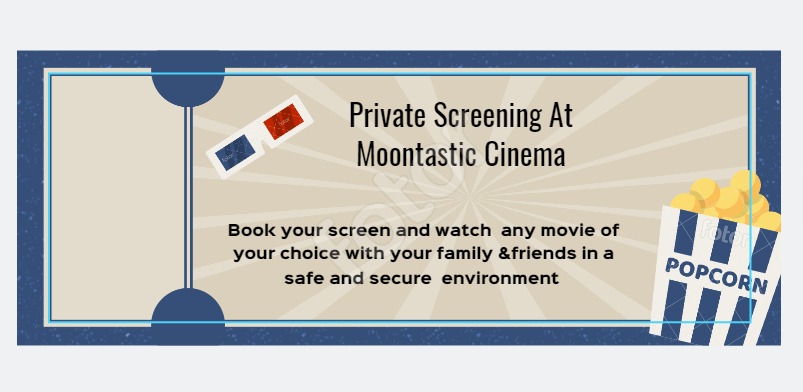 Private Screening At
Moontastic Cinema
Book your screen and watch  any movie of
your choice with your family &friends in a
safe and secure  environment
POPCORN
fotor